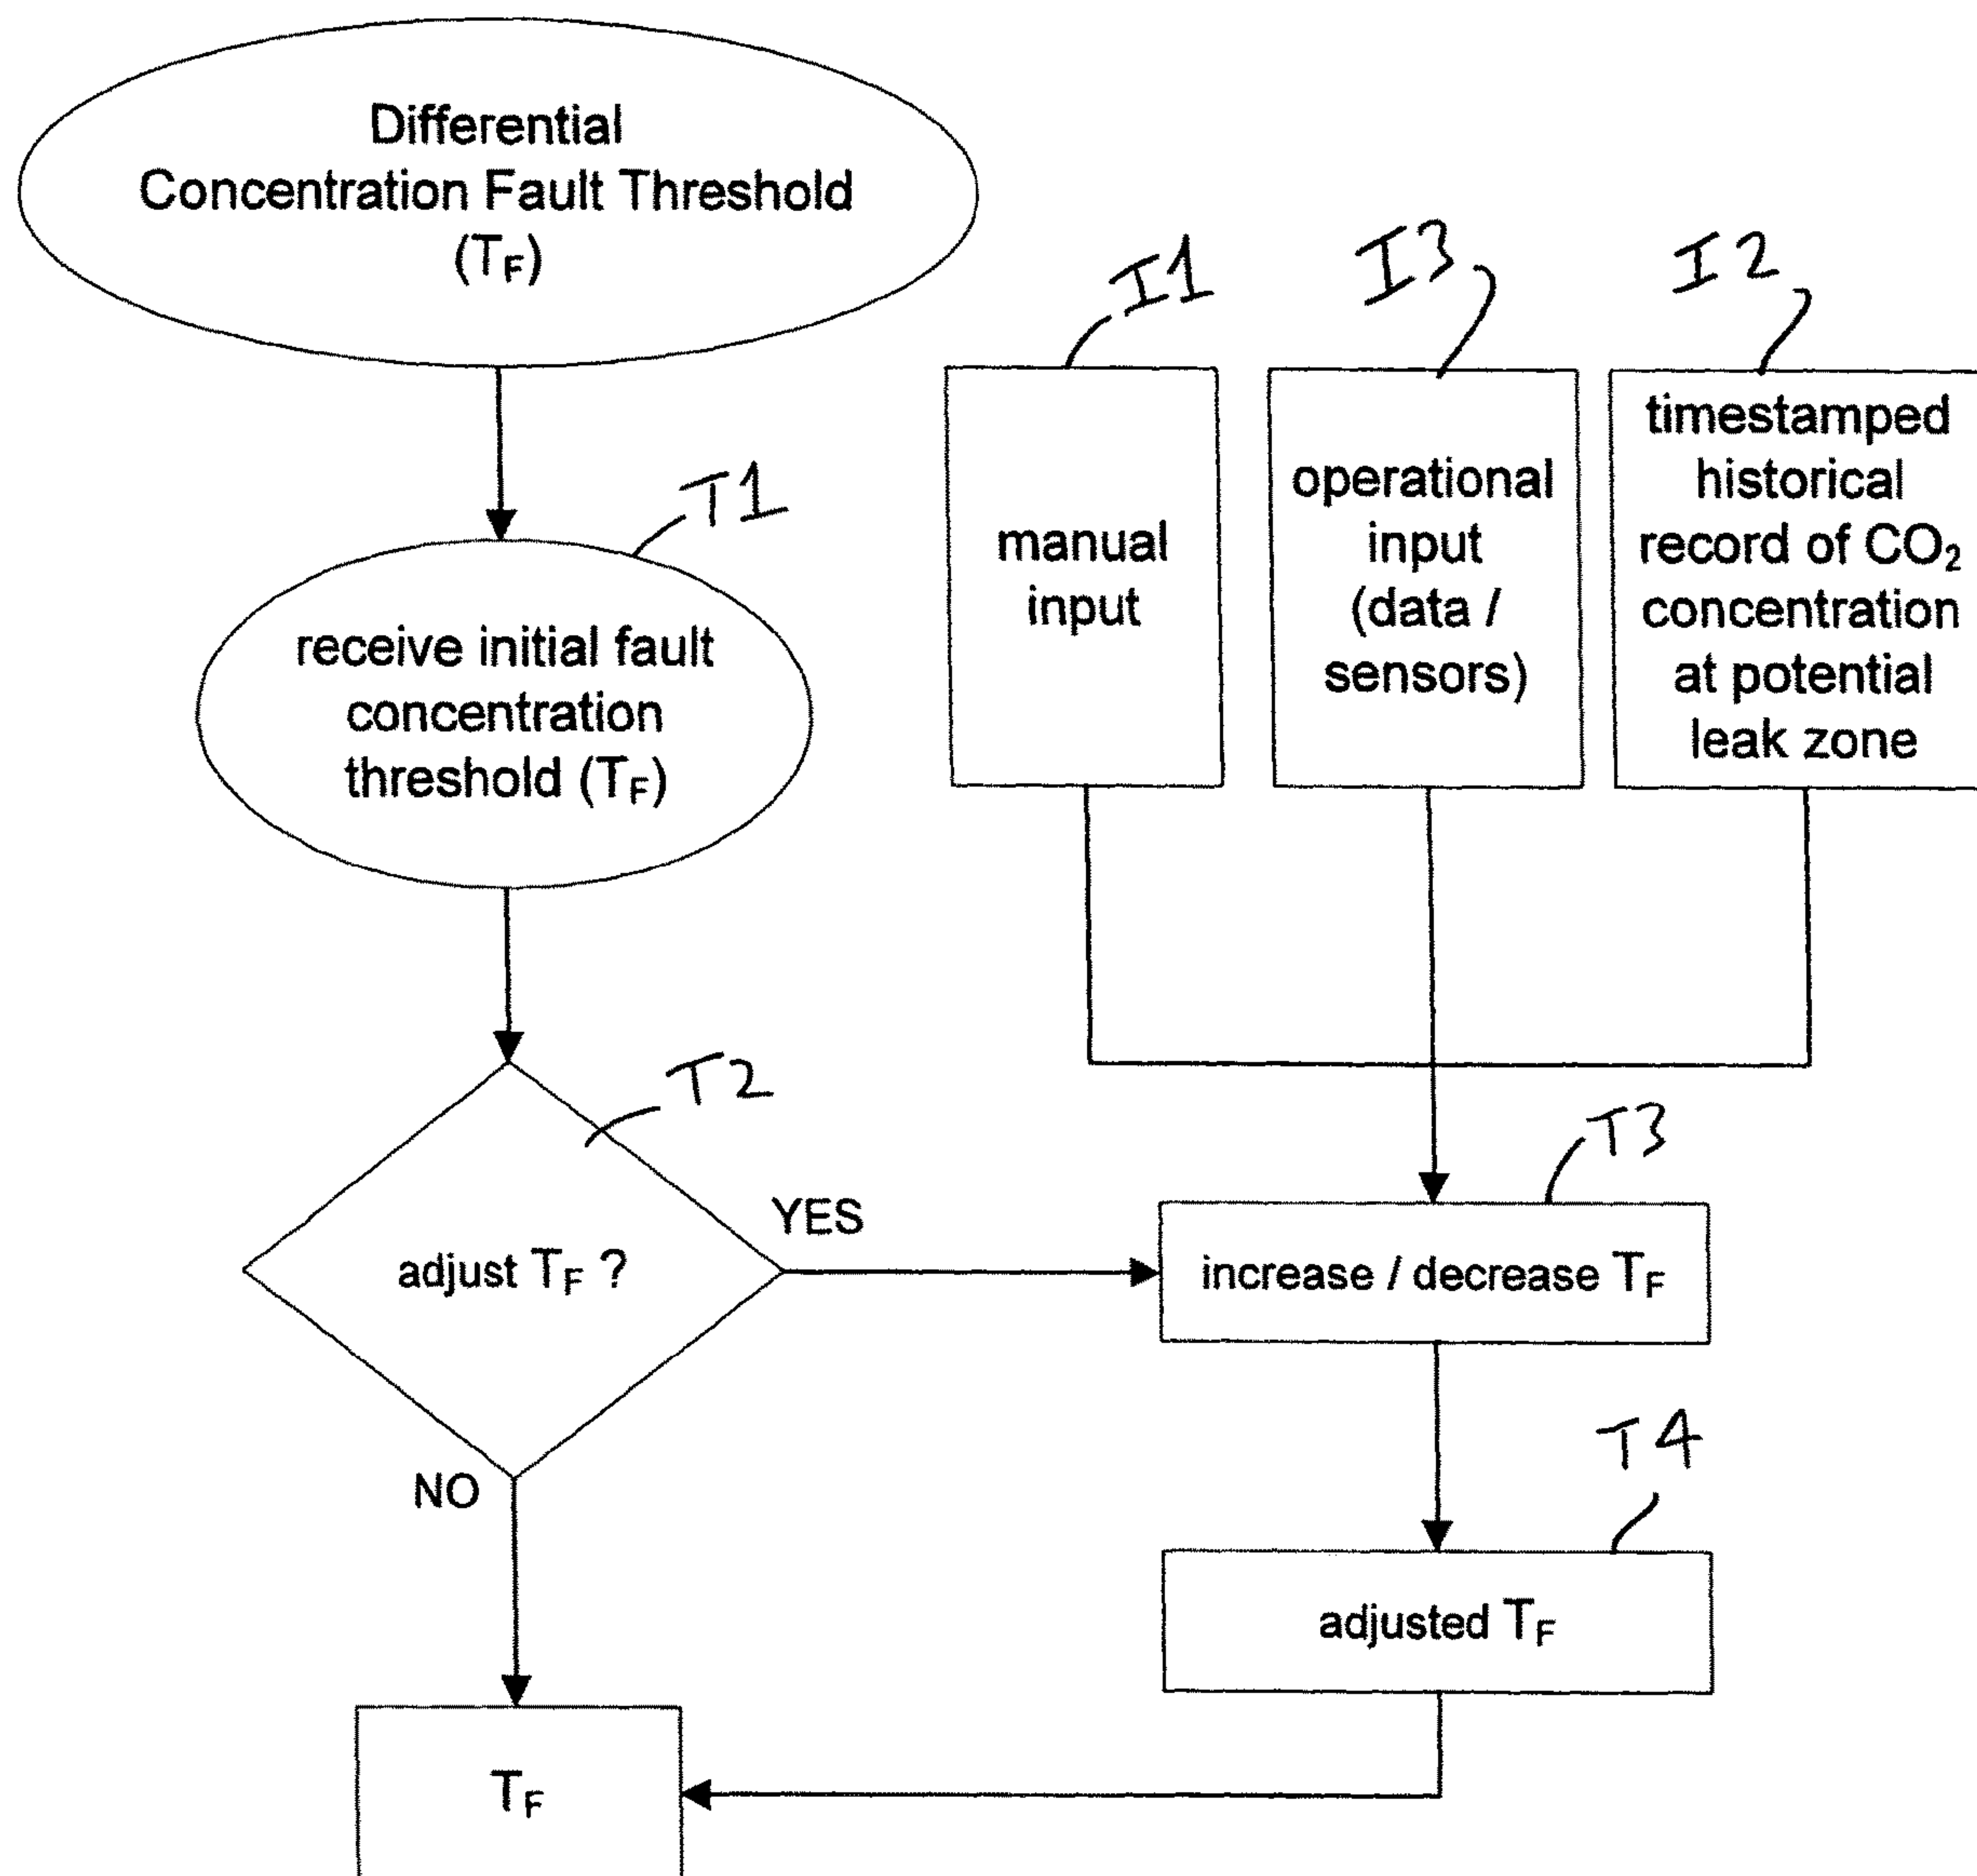 Differential
Concentration Fault Threshold
(TF)
T1
receive initial fault
concentration
threshold (TF)
I1
manual
input
I3
operational
input
(data /
sensors)
I2
timestamped
historical
record of CO₂
concentration
at potential
leak zone
T2
adjust TF ?
YES
NO
T3
increase / decrease TF
T4
adjusted TF
TF